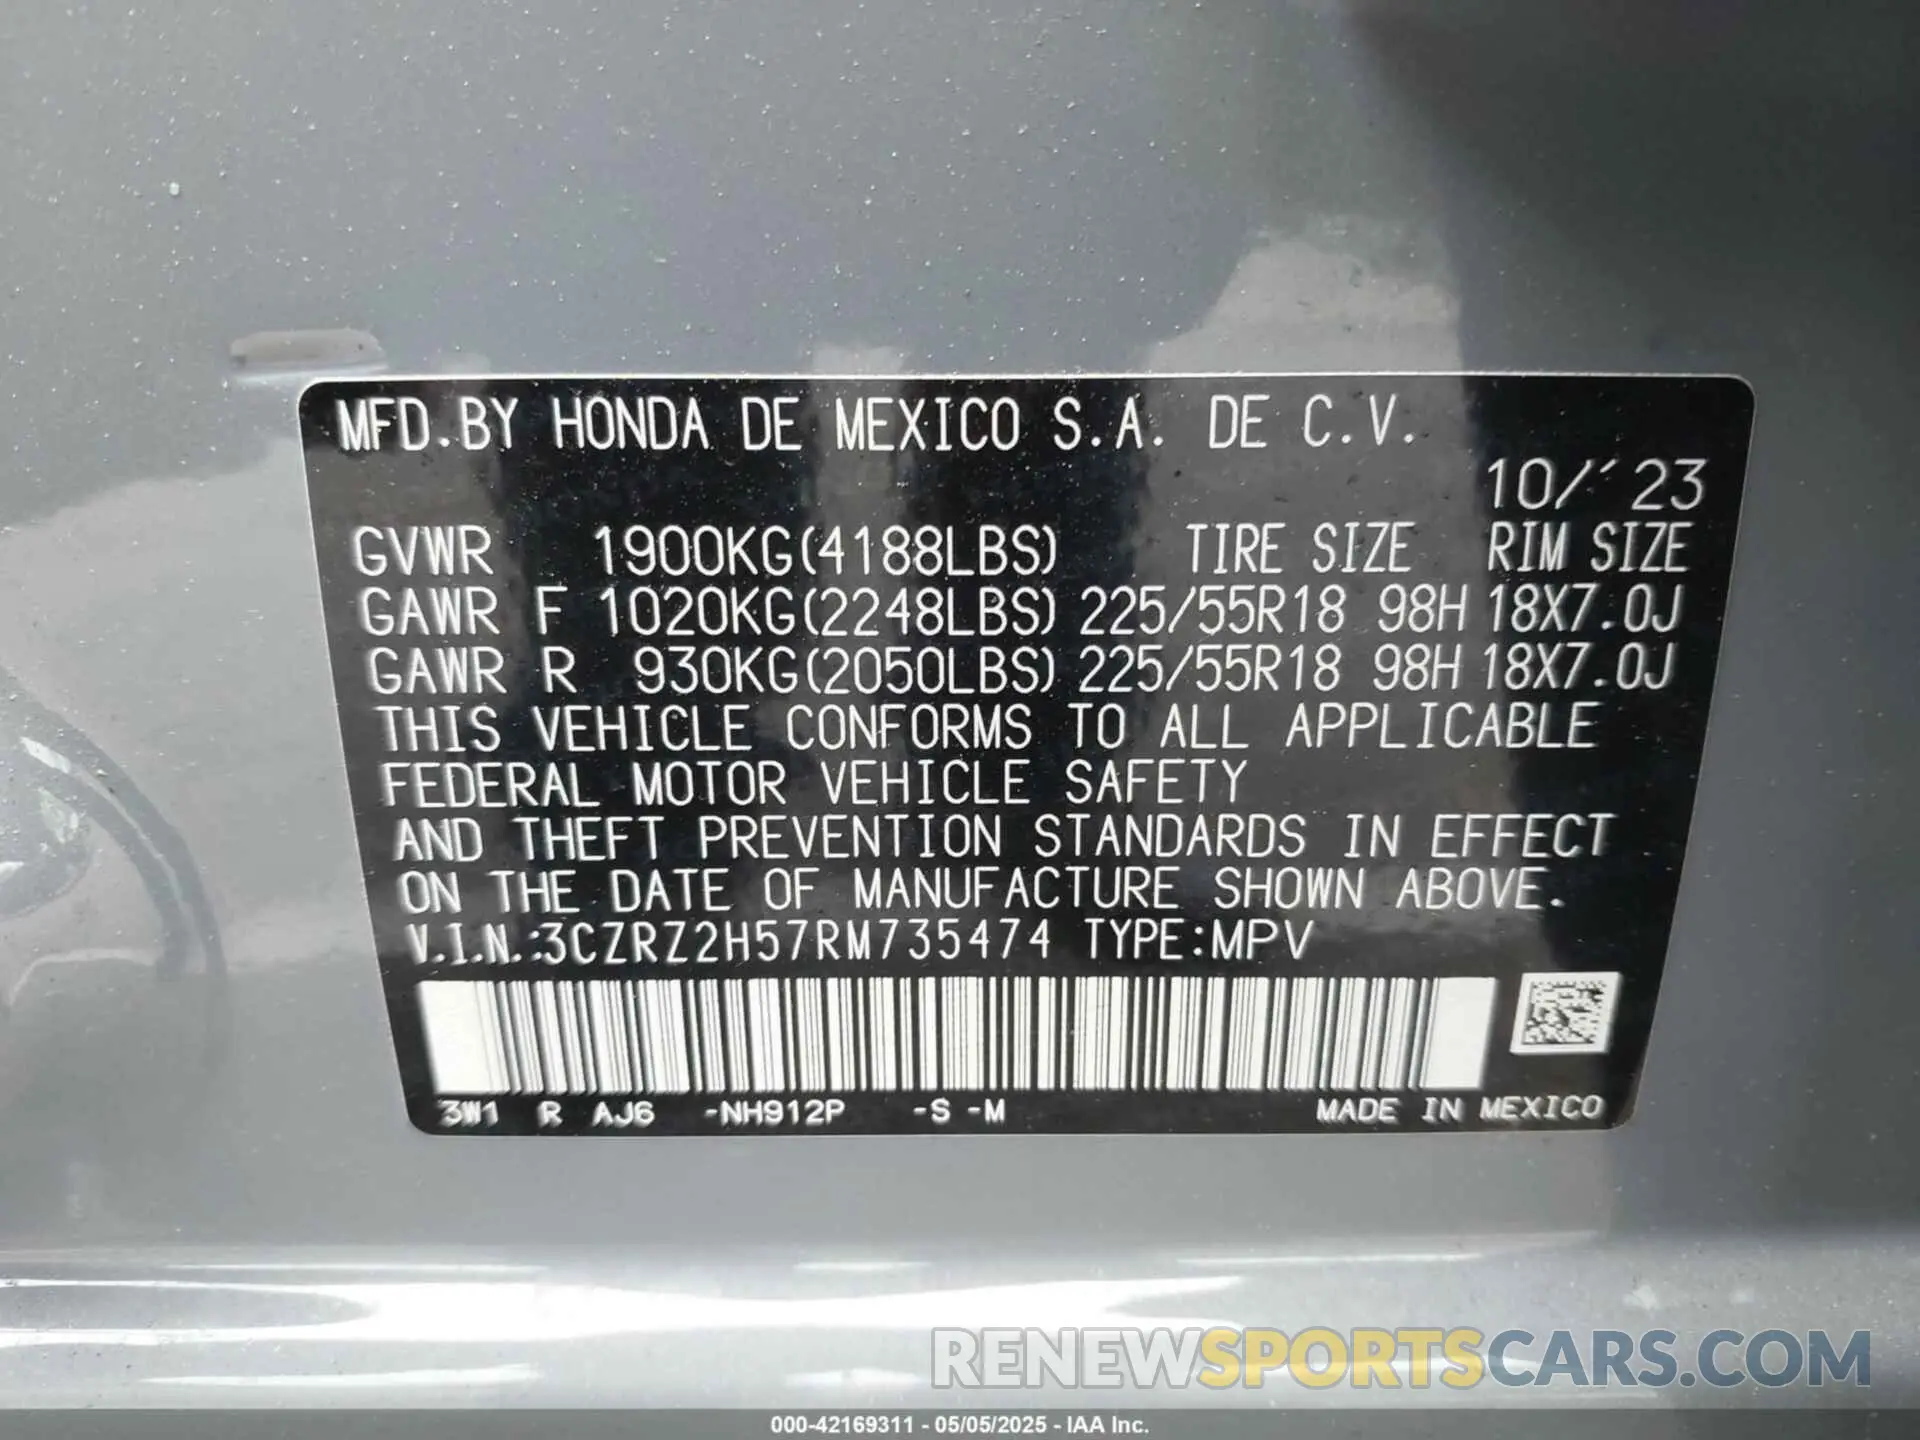 MFD.BY HONDA DE MEXICO S.A. DE C.V.
10/'23
GVWR 1900KG(4188LBS) TIRE SIZE RIM SIZE
GAWR F 1020KG(2248LBS) 225/55R18 98H 18X7.0J
GAWR R 930KG(2050LBS) 225/55R18 98H 18X7.0J
THIS VEHICLE CONFORMS TO ALL APPLICABLE
FEDERAL MOTOR VEHICLE SAFETY
AND THEFT PREVENTION STANDARDS IN EFFECT
ON THE DATE OF MANUFACTURE SHOWN ABOVE.
V.I.N.:3CZRZ2H57RM735474 TYPE:MPV
3W1 R AJ6 -NH912P -S -M MADE IN MEXICO
RENEWSPORTSCARS.COM
000-42169311 - 05/05/2025 - IAA Inc.